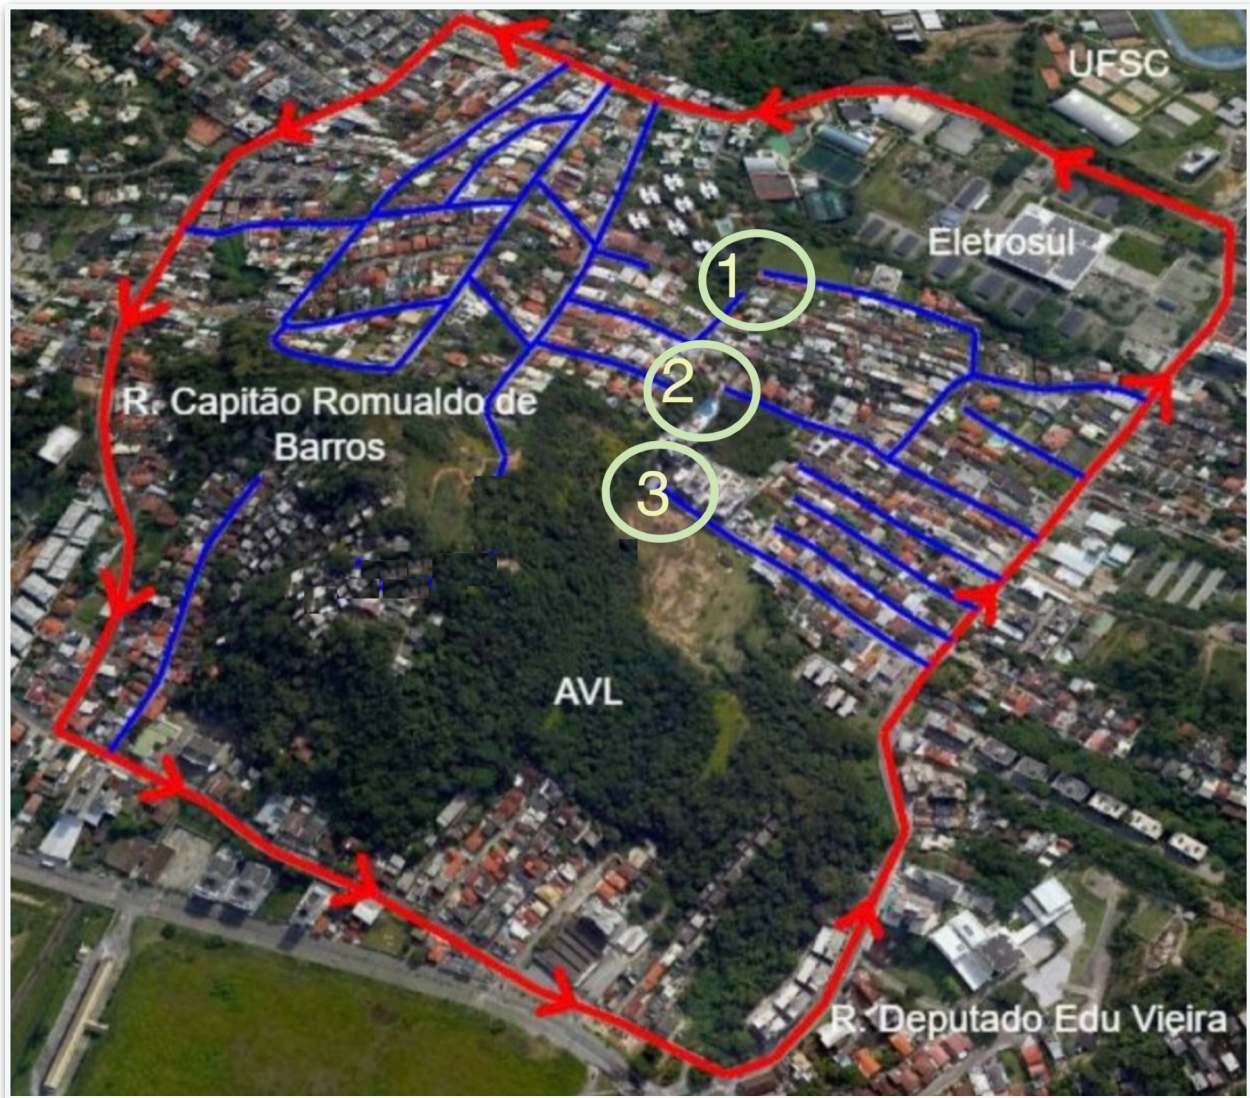 UFSC
Eletrosul
1
2
R. Capitão Romualdo de
Barros
3
AVL
R. Deputado Edu Vieira